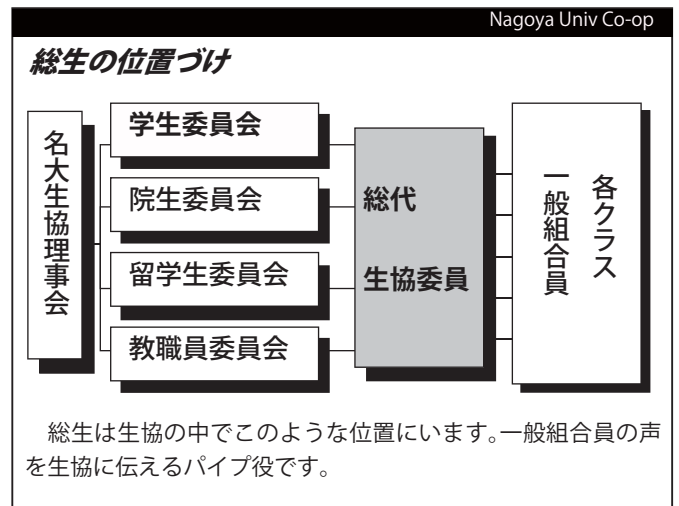 Nagoya Univ Co-op
総生の位置づけ
名大生協理事会
学生委員会
院生委員会
留学生委員会
教職員委員会
総代
生協委員
各クラス
一般組合員
総生は生協の中でこのような位置にいます。一般組合員の声
を生協に伝えるパイプ役です。